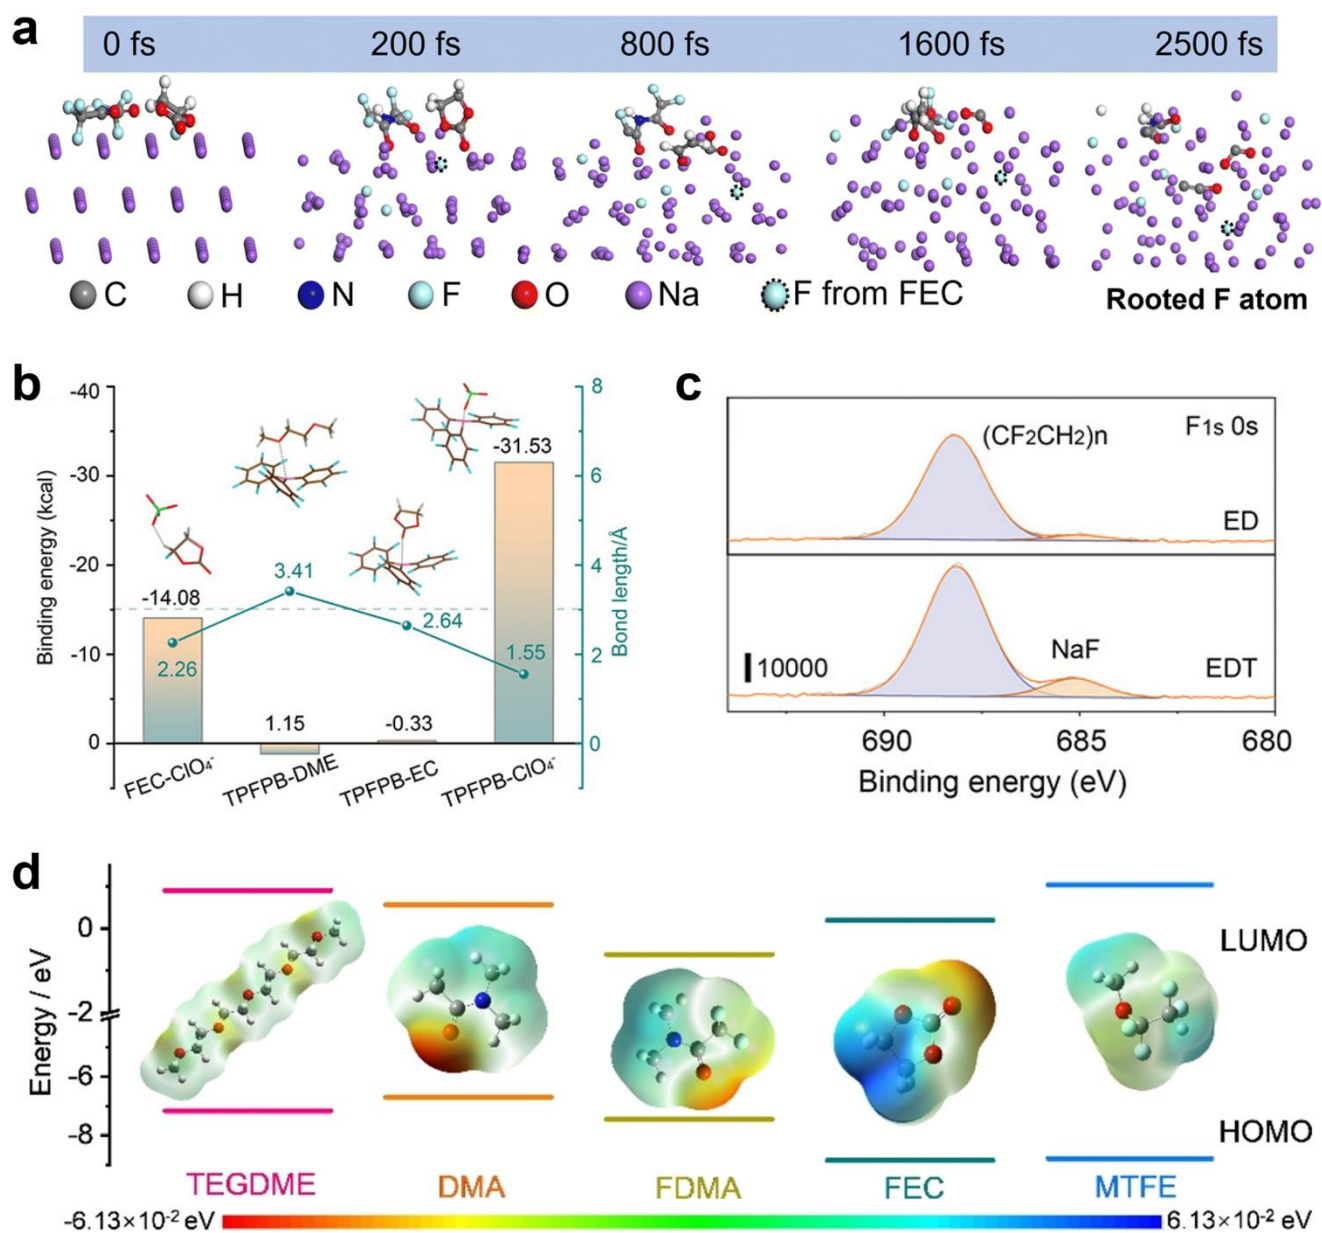 a
0 fs 200 fs 800 fs 1600 fs 2500 fs
C H N F O Na F from FEC
Rooted F atom
b
-40
-30
-20
-10
0
Binding energy (kcal)
8
6
4
2
0
Bond length/Å
-14.08
1.15
-0.33
-31.53
2.26
3.41
2.64
1.55
FEC-ClO₄⁻
TPFPB-DME
TPFPB-EC
TPFPB-ClO₄⁻
c
(CF₂CH₂)n
F1s 0s
ED
NaF
EDT
10000
690 685 680
Binding energy (eV)
d
Energy / eV
0
-2
-6
-8
LUMO
HOMO
TEGDME DMA FDMA FEC MTFE
-6.13×10⁻² eV 6.13×10⁻² eV